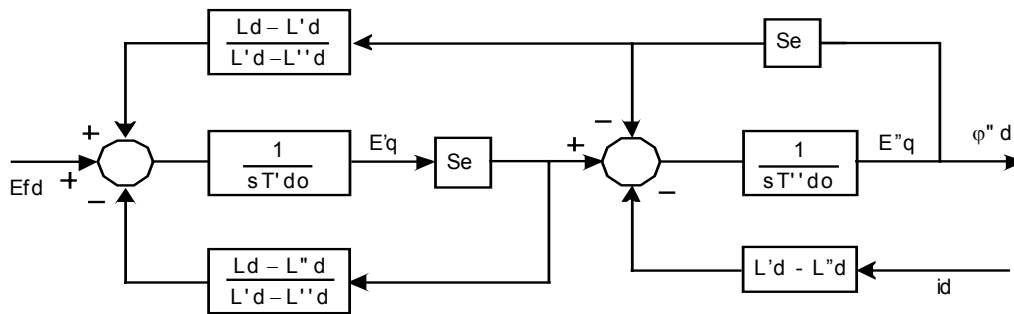 Ld – L'd
L'd – L''d
Se
+
–
+
1
sT'do
E'q
Se
+
1
sT''do
E"q
φ" d
Efd
+
–
–
Ld – L"d
L'd – L''d
L'd - L"d
id